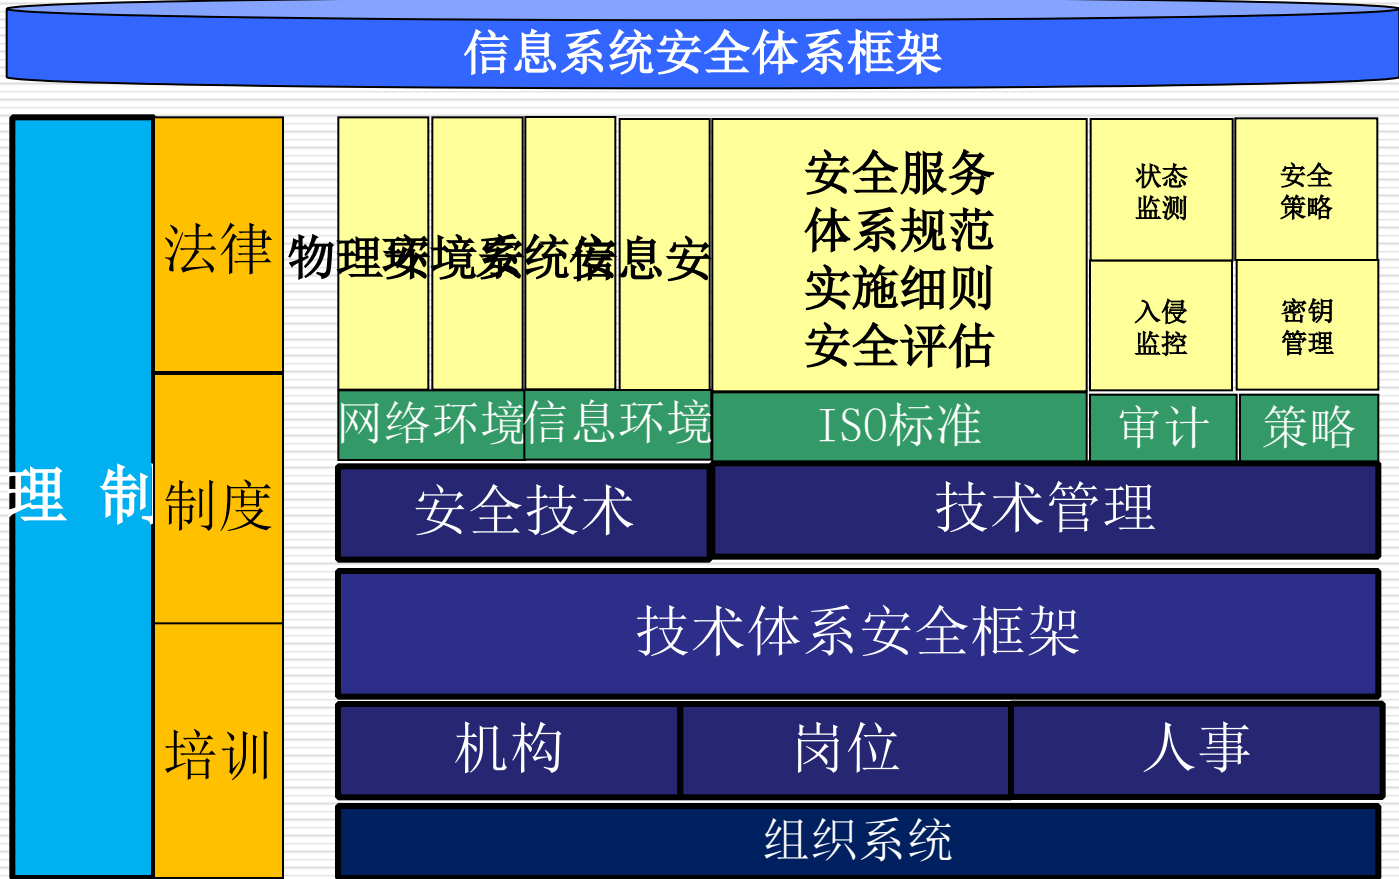 信息系统安全体系框架
理 制
法律
制度
培训
安全服务
体系规范
实施细则
安全评估
状态
监测
安全
策略
入侵
监控
密钥
管理
网络环境
信息环境
ISO标准
审计
策略
安全技术
技术管理
技术体系安全框架
机构
岗位
人事
组织系统